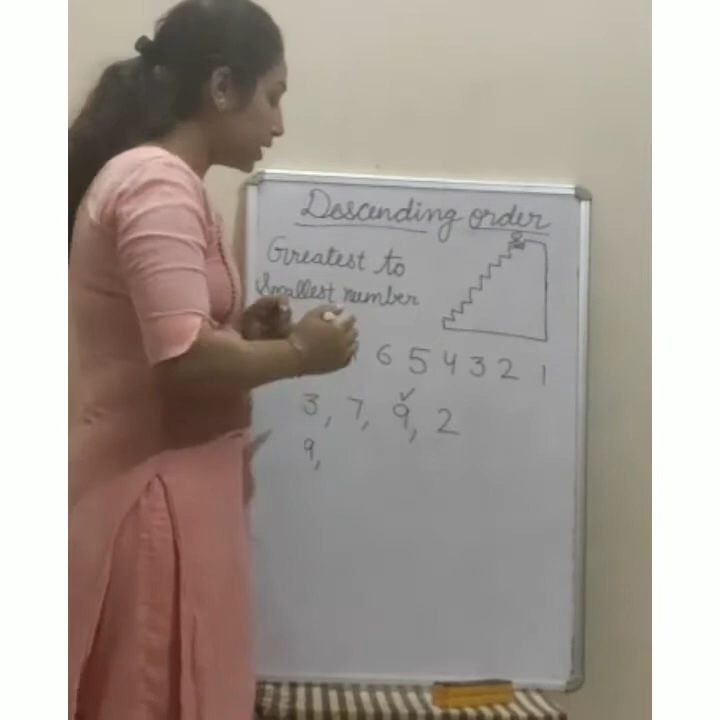 Descending order
Greatest to
Smallest number
6 5 4 3 2 1
3, 7, 9, 2
9,